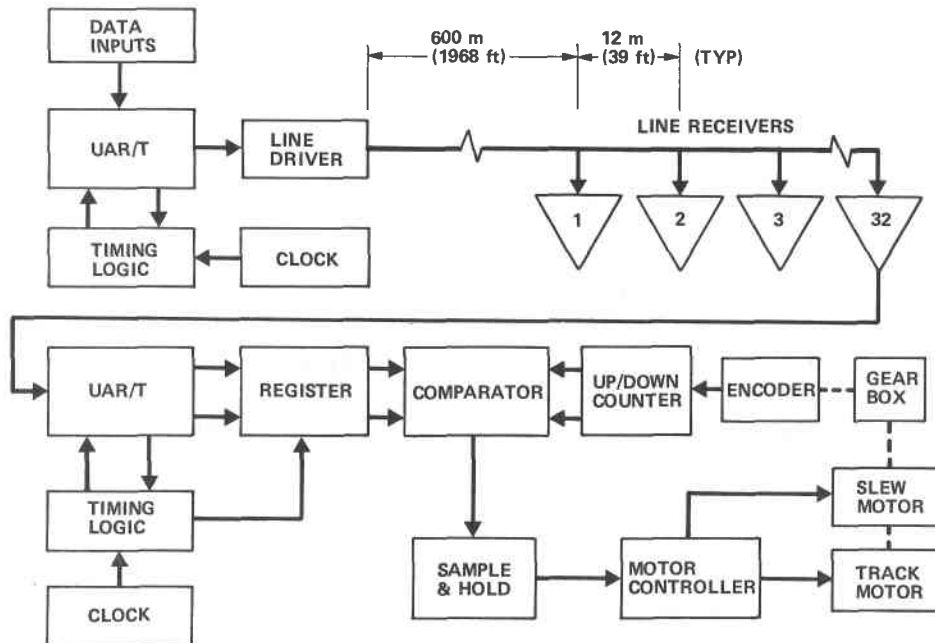 DATA
INPUTS
600 m
(1968 ft)
12 m
(39 ft)
(TYP)
UAR/T
LINE
DRIVER
LINE RECEIVERS
1
2
3
32
TIMING
LOGIC
CLOCK
UAR/T
REGISTER
COMPARATOR
UP/DOWN
COUNTER
ENCODER
GEAR
BOX
TIMING
LOGIC
SLEW
MOTOR
SAMPLE
& HOLD
MOTOR
CONTROLLER
TRACK
MOTOR
CLOCK